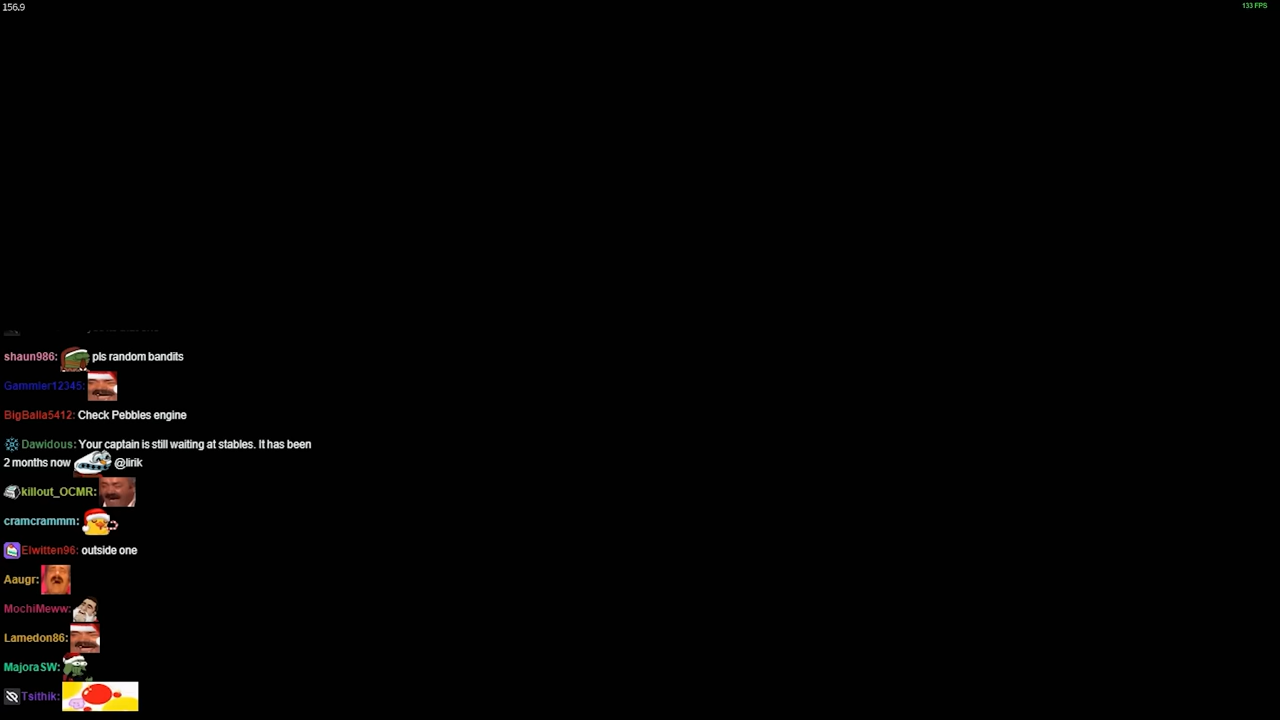 156.9
133 FPS
shaun986: pls random bandits
Gammler12345:
BigBalla5412: Check Pebbles engine
Dawidous: Your captain is still waiting at stables. It has been
2 months now @lirik
killout_OCMR:
cramcrammm:
Elwitten96: outside one
Aaugr:
MochiMeww:
Lamedon86:
MajoraSW:
Tsithik: